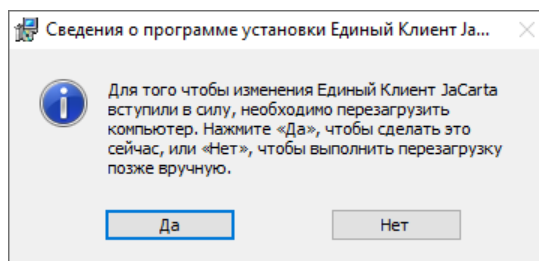 Сведения о программе установки Единый Клиент Ja...
Для того чтобы изменения Единый Клиент JaCarta
вступили в силу, необходимо перезагрузить
компьютер. Нажмите «Да», чтобы сделать это
сейчас, или «Нет», чтобы выполнить перезагрузку
позже вручную.
Да
Нет